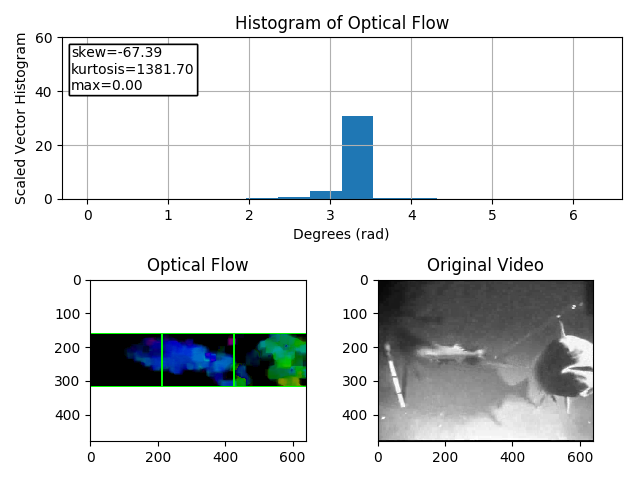 Histogram of Optical Flow
Scaled Vector Histogram
60
40
20
0
skew=-67.39
kurtosis=1381.70
max=0.00
0 1 2 3 4 5 6
Degrees (rad)
Optical Flow
0
100
200
300
400
0 200 400 600
Original Video
0
100
200
300
400
0 200 400 600